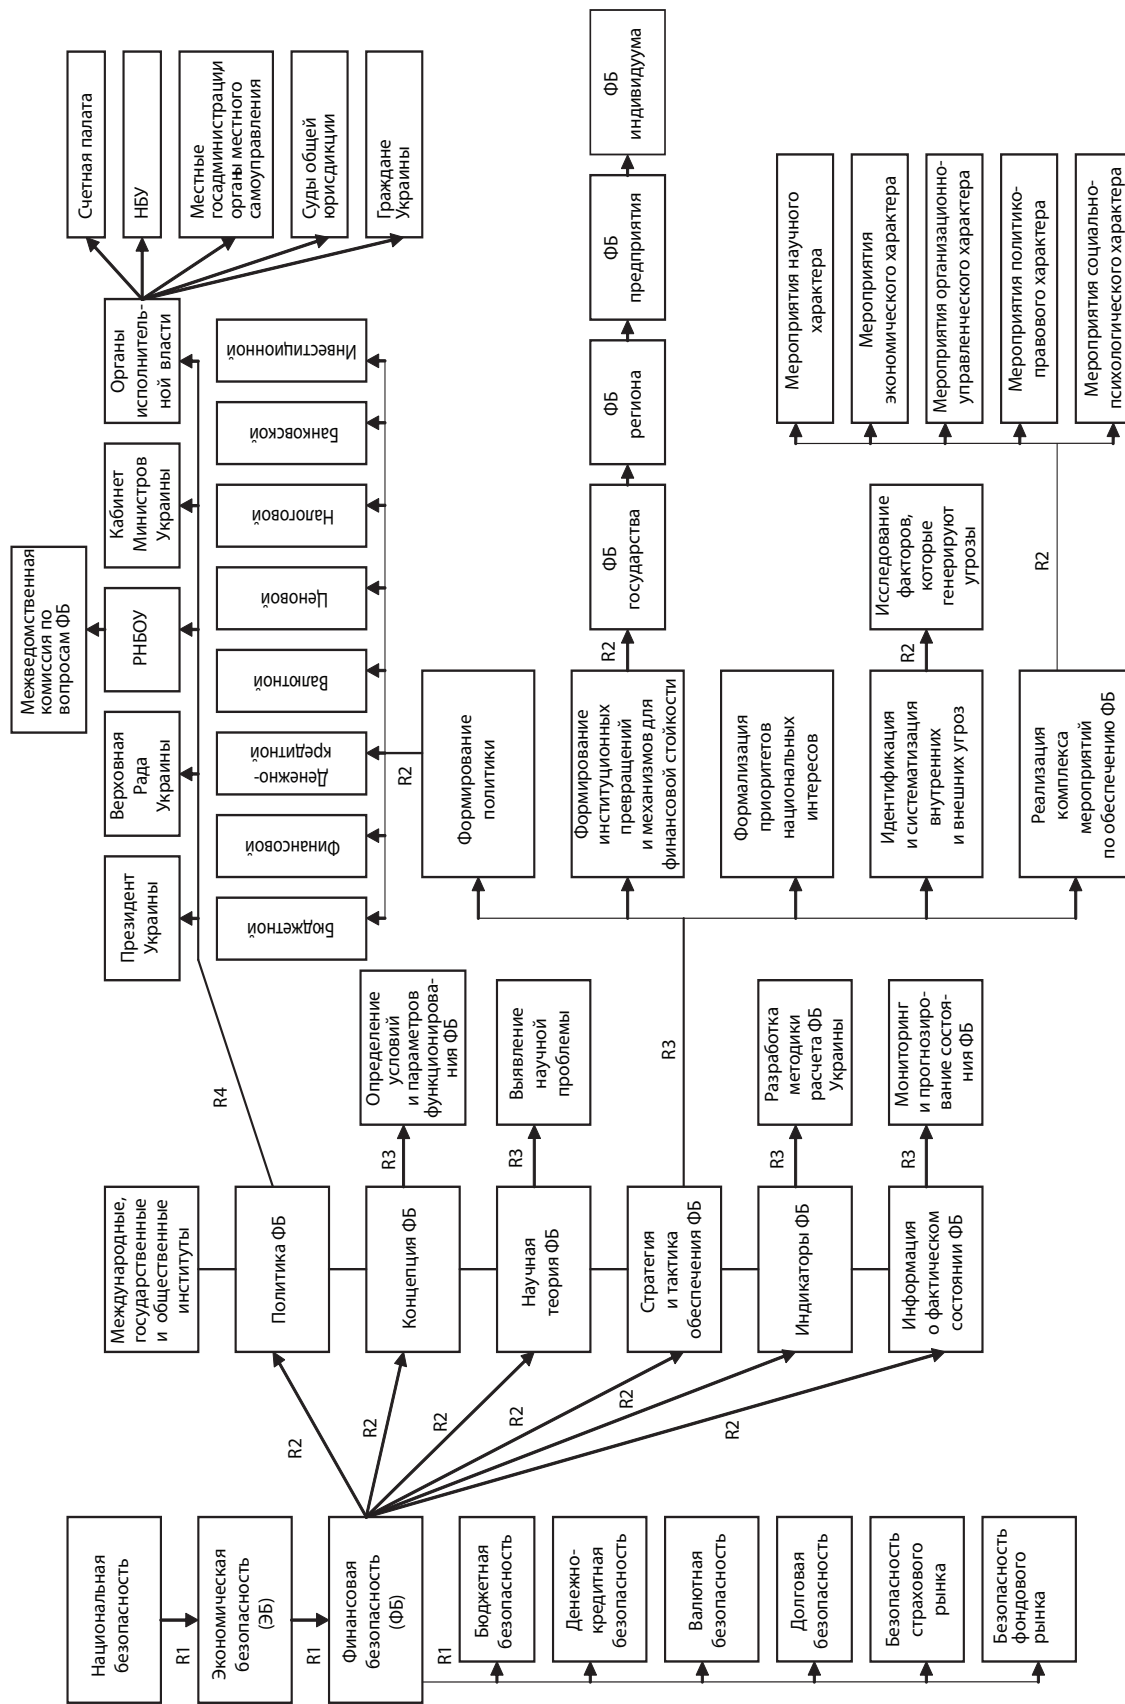 Национальная
безопасность
R1
Экономическая
безопасность
(ЭБ)
R1
Финансовая
безопасность
(ФБ)
R1
Бюджетная
безопасность
Денежно-
кредитная
безопасность
Валютная
безопасность
Долговая
безопасность
Безопасность
страхового
рынка
Безопасность
фондового
рынка
R2
R2
R2
R2
R2
R2
Международные,
государственные
и общественные
институты
Политика ФБ
Концепция ФБ
Научная
теория ФБ
Стратегия
и тактика
обеспечения ФБ
Индикаторы ФБ
Информация
о фактическом
состоянии ФБ
R4
R3
R3
R3
R3
R3
Определение
условий
и параметров
функционирова-
ния ФБ
Выявление
научной
проблемы
Разработка
методики
расчета ФБ
Украины
Мониторинг
и прогнозиро-
вание состоя-
ния ФБ
Президент
Украины
Верховная
Рада
Украины
РНБОУ
Межведомственная
комиссия по
вопросам ФБ
Кабинет
Министров
Украины
Органы
исполнитель-
ной власти
Счетная палата
НБУ
Местные
госадминистрации
органы местного
самоуправления
Суды общей
юрисдикции
Граждане
Украины
Бюджетной
Финансовой
Денежно-
кредитной
Валютной
Ценовой
Налоговой
Банковской
Инвестиционной
R2
Формирование
политики
Формирование
институционных
превращений
и механизмов для
финансовой стойкости
Формализация
приоритетов
национальных
интересов
Идентификация
и систематизация
внутренних
и внешних угроз
Реализация
комплекса
мероприятий
по обеспечению ФБ
R2
ФБ
государства
ФБ
региона
ФБ
предприятия
ФБ
индивидуума
R2
Исследование
факторов,
которые
генерируют
угрозы
R2
Мероприятия научного
характера
Мероприятия
экономического характера
Мероприятия организационно-
управленческого характера
Мероприятия политико-
правового характера
Мероприятия социально-
психологического характера